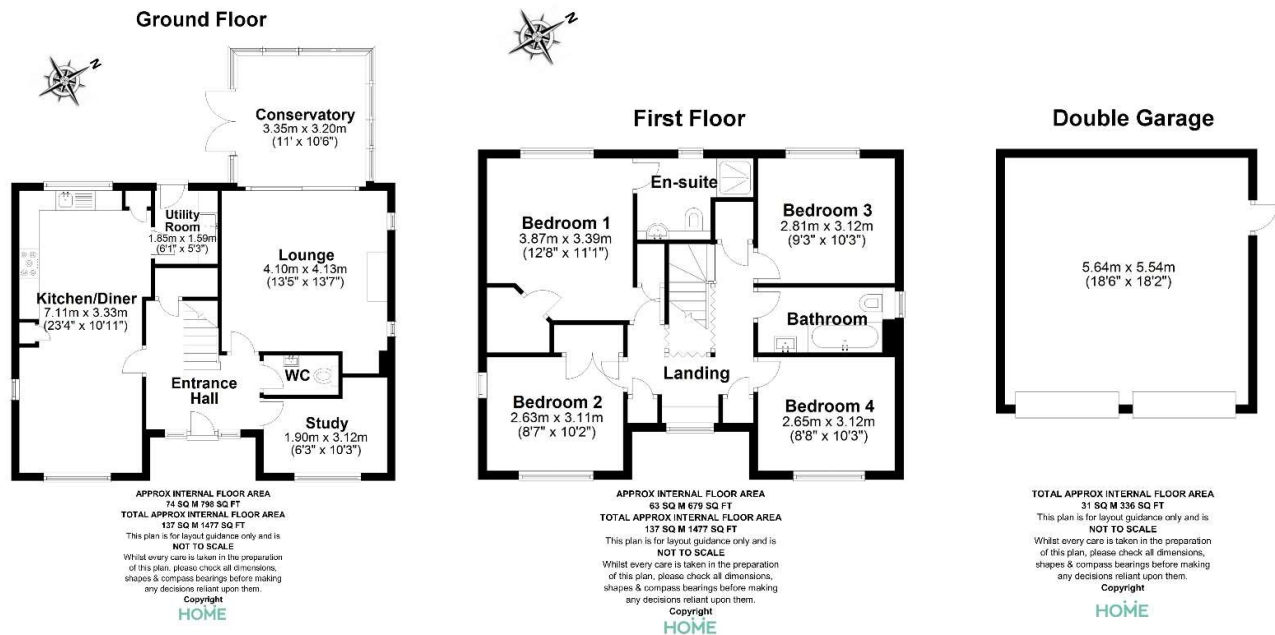 Ground Floor
N
Conservatory
3.35m x 3.20m
(11' x 10'6")
Utility
Room
1.85m x 1.59m
(6'1" x 5'3")
Lounge
4.10m x 4.13m
(13'5" x 13'7")
Kitchen/Diner
7.11m x 3.33m
(23'4" x 10'11")
WC
Entrance
Hall
Study
1.90m x 3.12m
(6'3" x 10'3")
APPROX INTERNAL FLOOR AREA
74 SQ M 798 SQ FT
TOTAL APPROX INTERNAL FLOOR AREA
137 SQ M 1477 SQ FT
This plan is for layout guidance only and is
NOT TO SCALE
Whilst every care is taken in the preparation
of this plan, please check all dimensions,
shapes & compass bearings before making
any decisions reliant upon them.
Copyright
HOME
N
First Floor
En-suite
Bedroom 1
3.87m x 3.39m
(12'8" x 11'1")
Bedroom 3
2.81m x 3.12m
(9'3" x 10'3")
Bathroom
Landing
Bedroom 2
2.63m x 3.11m
(8'7" x 10'2")
Bedroom 4
2.65m x 3.12m
(8'8" x 10'3")
APPROX INTERNAL FLOOR AREA
63 SQ M 679 SQ FT
TOTAL APPROX INTERNAL FLOOR AREA
137 SQ M 1477 SQ FT
This plan is for layout guidance only and is
NOT TO SCALE
Whilst every care is taken in the preparation
of this plan, please check all dimensions,
shapes & compass bearings before making
any decisions reliant upon them.
Copyright
HOME
Double Garage
5.64m x 5.54m
(18'6" x 18'2")
TOTAL APPROX INTERNAL FLOOR AREA
31 SQ M 336 SQ FT
This plan is for layout guidance only and is
NOT TO SCALE
Whilst every care is taken in the preparation
of this plan, please check all dimensions,
shapes & compass bearings before making
any decisions reliant upon them.
Copyright
HOME